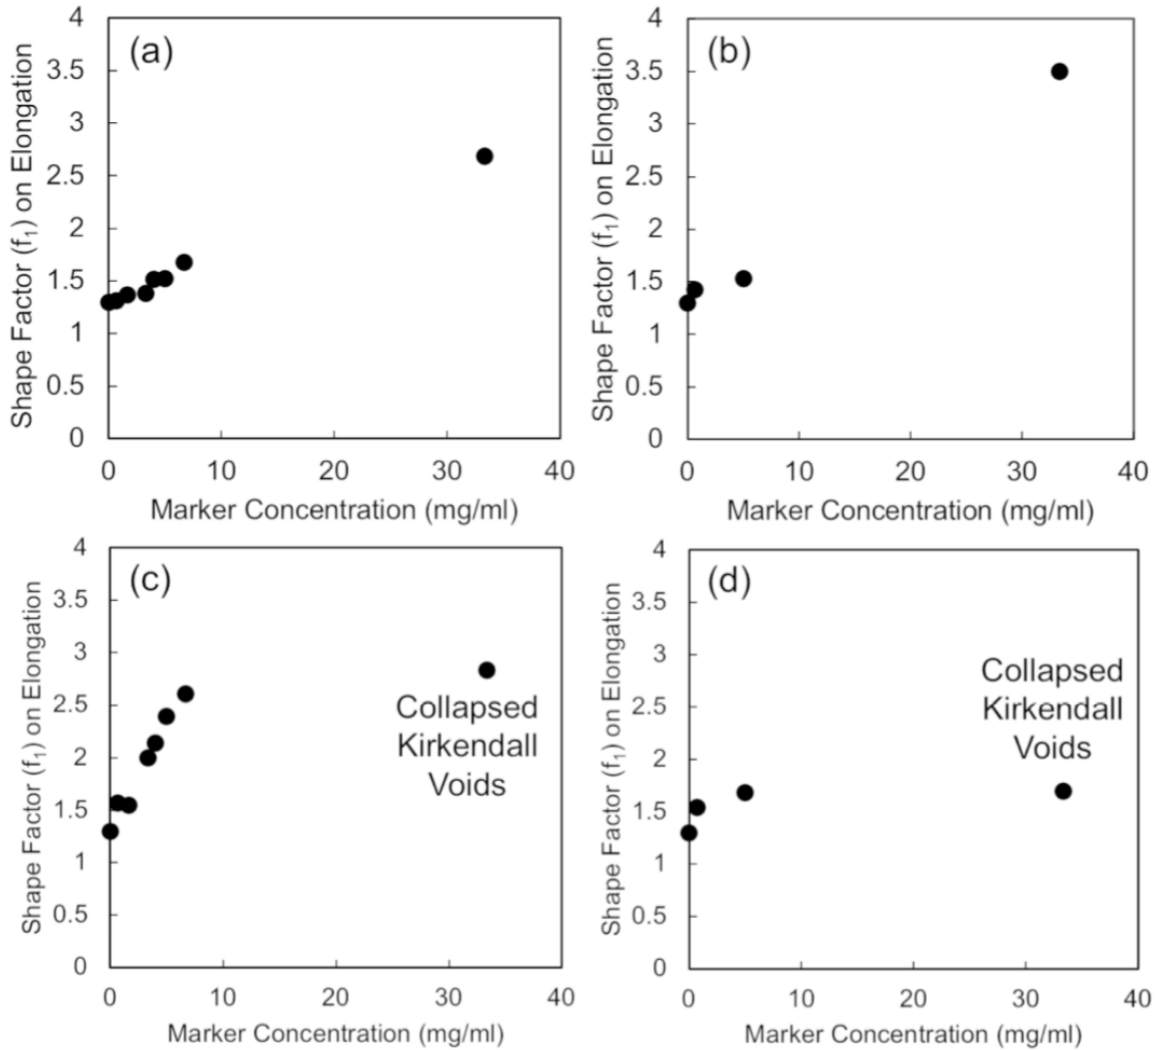 (a)
Shape Factor (f₁) on Elongation
4
3.5
3
2.5
2
1.5
1
0.5
0
0 10 20 30 40
Marker Concentration (mg/ml)
(b)
Shape Factor (f₁) on Elongation
4
3.5
3
2.5
2
1.5
1
0.5
0
0 10 20 30 40
Marker Concentration (mg/ml)
(c)
Shape Factor (f₁) on Elongation
4
3.5
3
2.5
2
1.5
1
0.5
0
Collapsed
Kirkendall
Voids
0 10 20 30 40
Marker Concentration (mg/ml)
(d)
Shape Factor (f₁) on Elongation
4
3.5
3
2.5
2
1.5
1
0.5
0
Collapsed
Kirkendall
Voids
0 10 20 30 40
Marker Concentration (mg/ml)